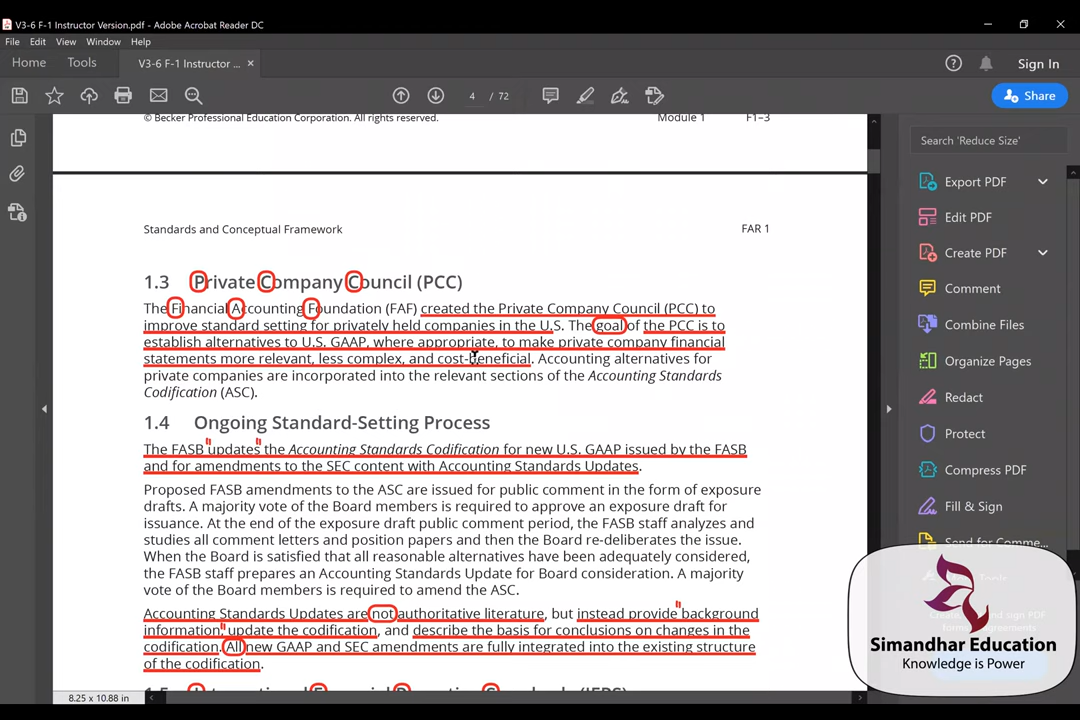 V3-6 F-1 Instructor Version.pdf - Adobe Acrobat Reader DC
File Edit View Window Help
Home Tools V3-6 F-1 Instructor ... × Sign In
4 / 72 Share
© Becker Professional Education Corporation. All rights reserved. Module 1 F1–3
Search 'Reduce Size'
Export PDF
Edit PDF
Create PDF
Comment
Combine Files
Organize Pages
Redact
Protect
Compress PDF
Fill & Sign
Send for Comme...
Standards and Conceptual Framework FAR 1
1.3 Private Company Council (PCC)
The Financial Accounting Foundation (FAF) created the Private Company Council (PCC) to
improve standard setting for privately held companies in the U.S. The goal of the PCC is to
establish alternatives to U.S. GAAP, where appropriate, to make private company financial
statements more relevant, less complex, and cost-beneficial. Accounting alternatives for
private companies are incorporated into the relevant sections of the Accounting Standards
Codification (ASC).
1.4 Ongoing Standard-Setting Process
The FASB "updates" the Accounting Standards Codification for new U.S. GAAP issued by the FASB
and for amendments to the SEC content with Accounting Standards Updates.
Proposed FASB amendments to the ASC are issued for public comment in the form of exposure
drafts. A majority vote of the Board members is required to approve an exposure draft for
issuance. At the end of the exposure draft public comment period, the FASB staff analyzes and
studies all comment letters and position papers and then the Board re-deliberates the issue.
When the Board is satisfied that all reasonable alternatives have been adequately considered,
the FASB staff prepares an Accounting Standards Update for Board consideration. A majority
vote of the Board members is required to amend the ASC.
Accounting Standards Updates are not authoritative literature, but instead provide "background
information," update the codification, and describe the basis for conclusions on changes in the
codification. All new GAAP and SEC amendments are fully integrated into the existing structure
of the codification.
1.5 International Financial Reporting Standards (IFRS)
8.25 x 10.88 in
Simandhar Education
Knowledge is Power